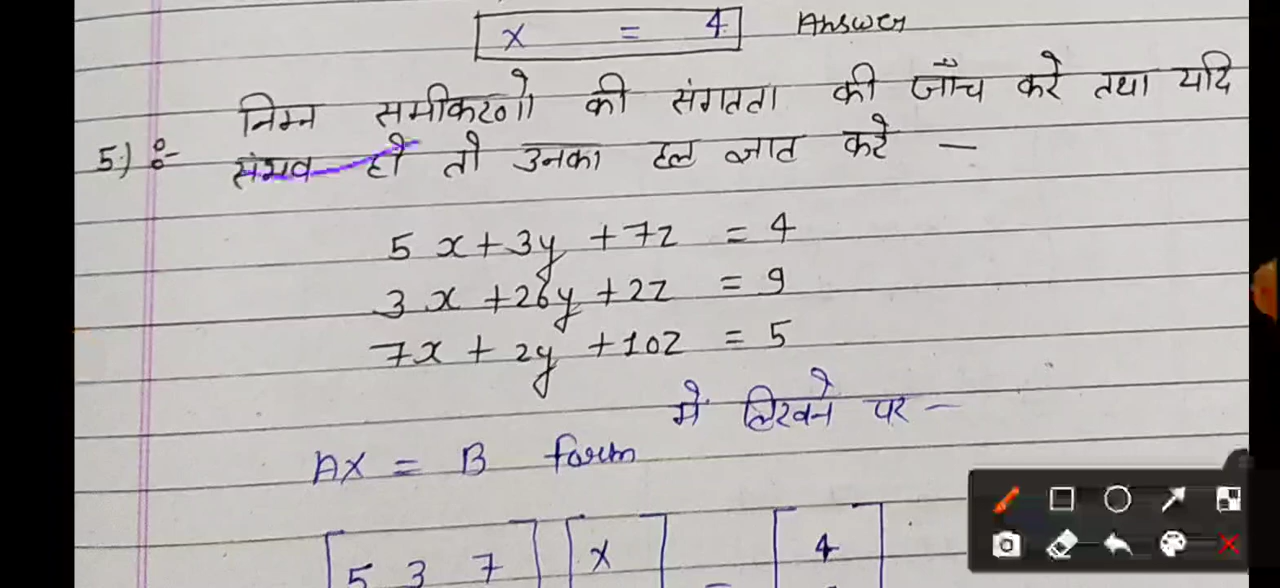 x = 4 Answer
निम्न समीकरणो की संगतता की जाँच करे तथा यदि
5) :- संभव हो तो उनका हल ज्ञात करे -
5x + 3y + 7z = 4
3x + 26y + 2z = 9
7x + 2y + 10z = 5
में लिखने पर -
AX = B form
5 3 7 x 4